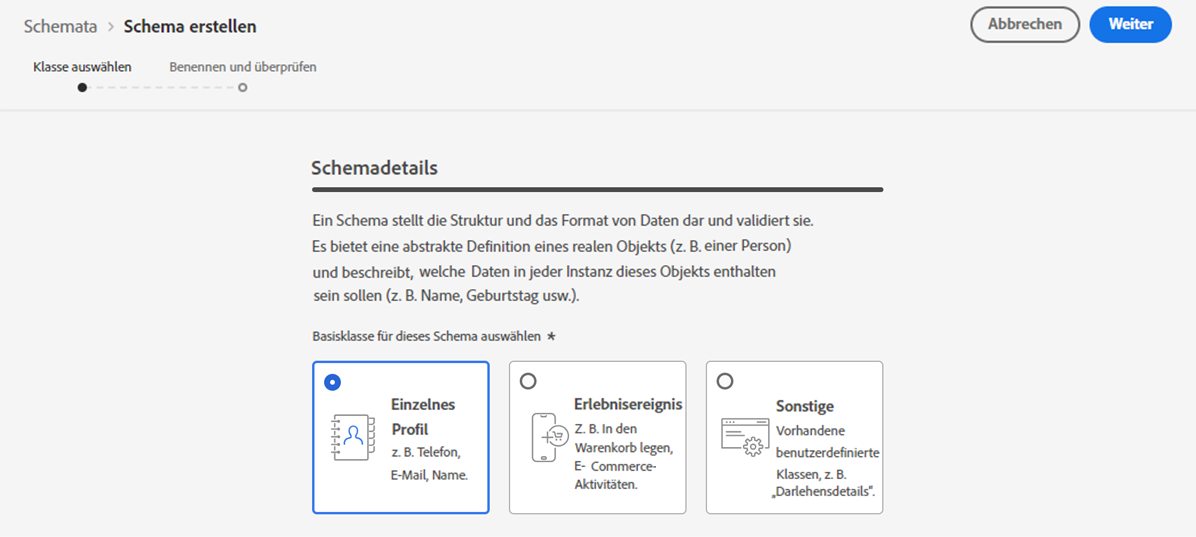 Schemata > Schema erstellen
Abbrechen
Weiter
Klasse auswählen
Benennen und überprüfen
Schemadetails
Ein Schema stellt die Struktur und das Format von Daten dar und validiert sie.
Es bietet eine abstrakte Definition eines realen Objekts (z. B. einer Person)
und beschreibt, welche Daten in jeder Instanz dieses Objekts enthalten
sein sollen (z. B. Name, Geburtstag usw.).
Basisklasse für dieses Schema auswählen *
Einzelnes
Profil
z. B. Telefon,
E-Mail, Name.
Erlebnisereignis
Z. B. In den
Warenkorb legen,
E- Commerce-
Aktivitäten.
Sonstige
Vorhandene
benutzerdefinierte
Klassen, z. B.
„Darlehensdetails“.